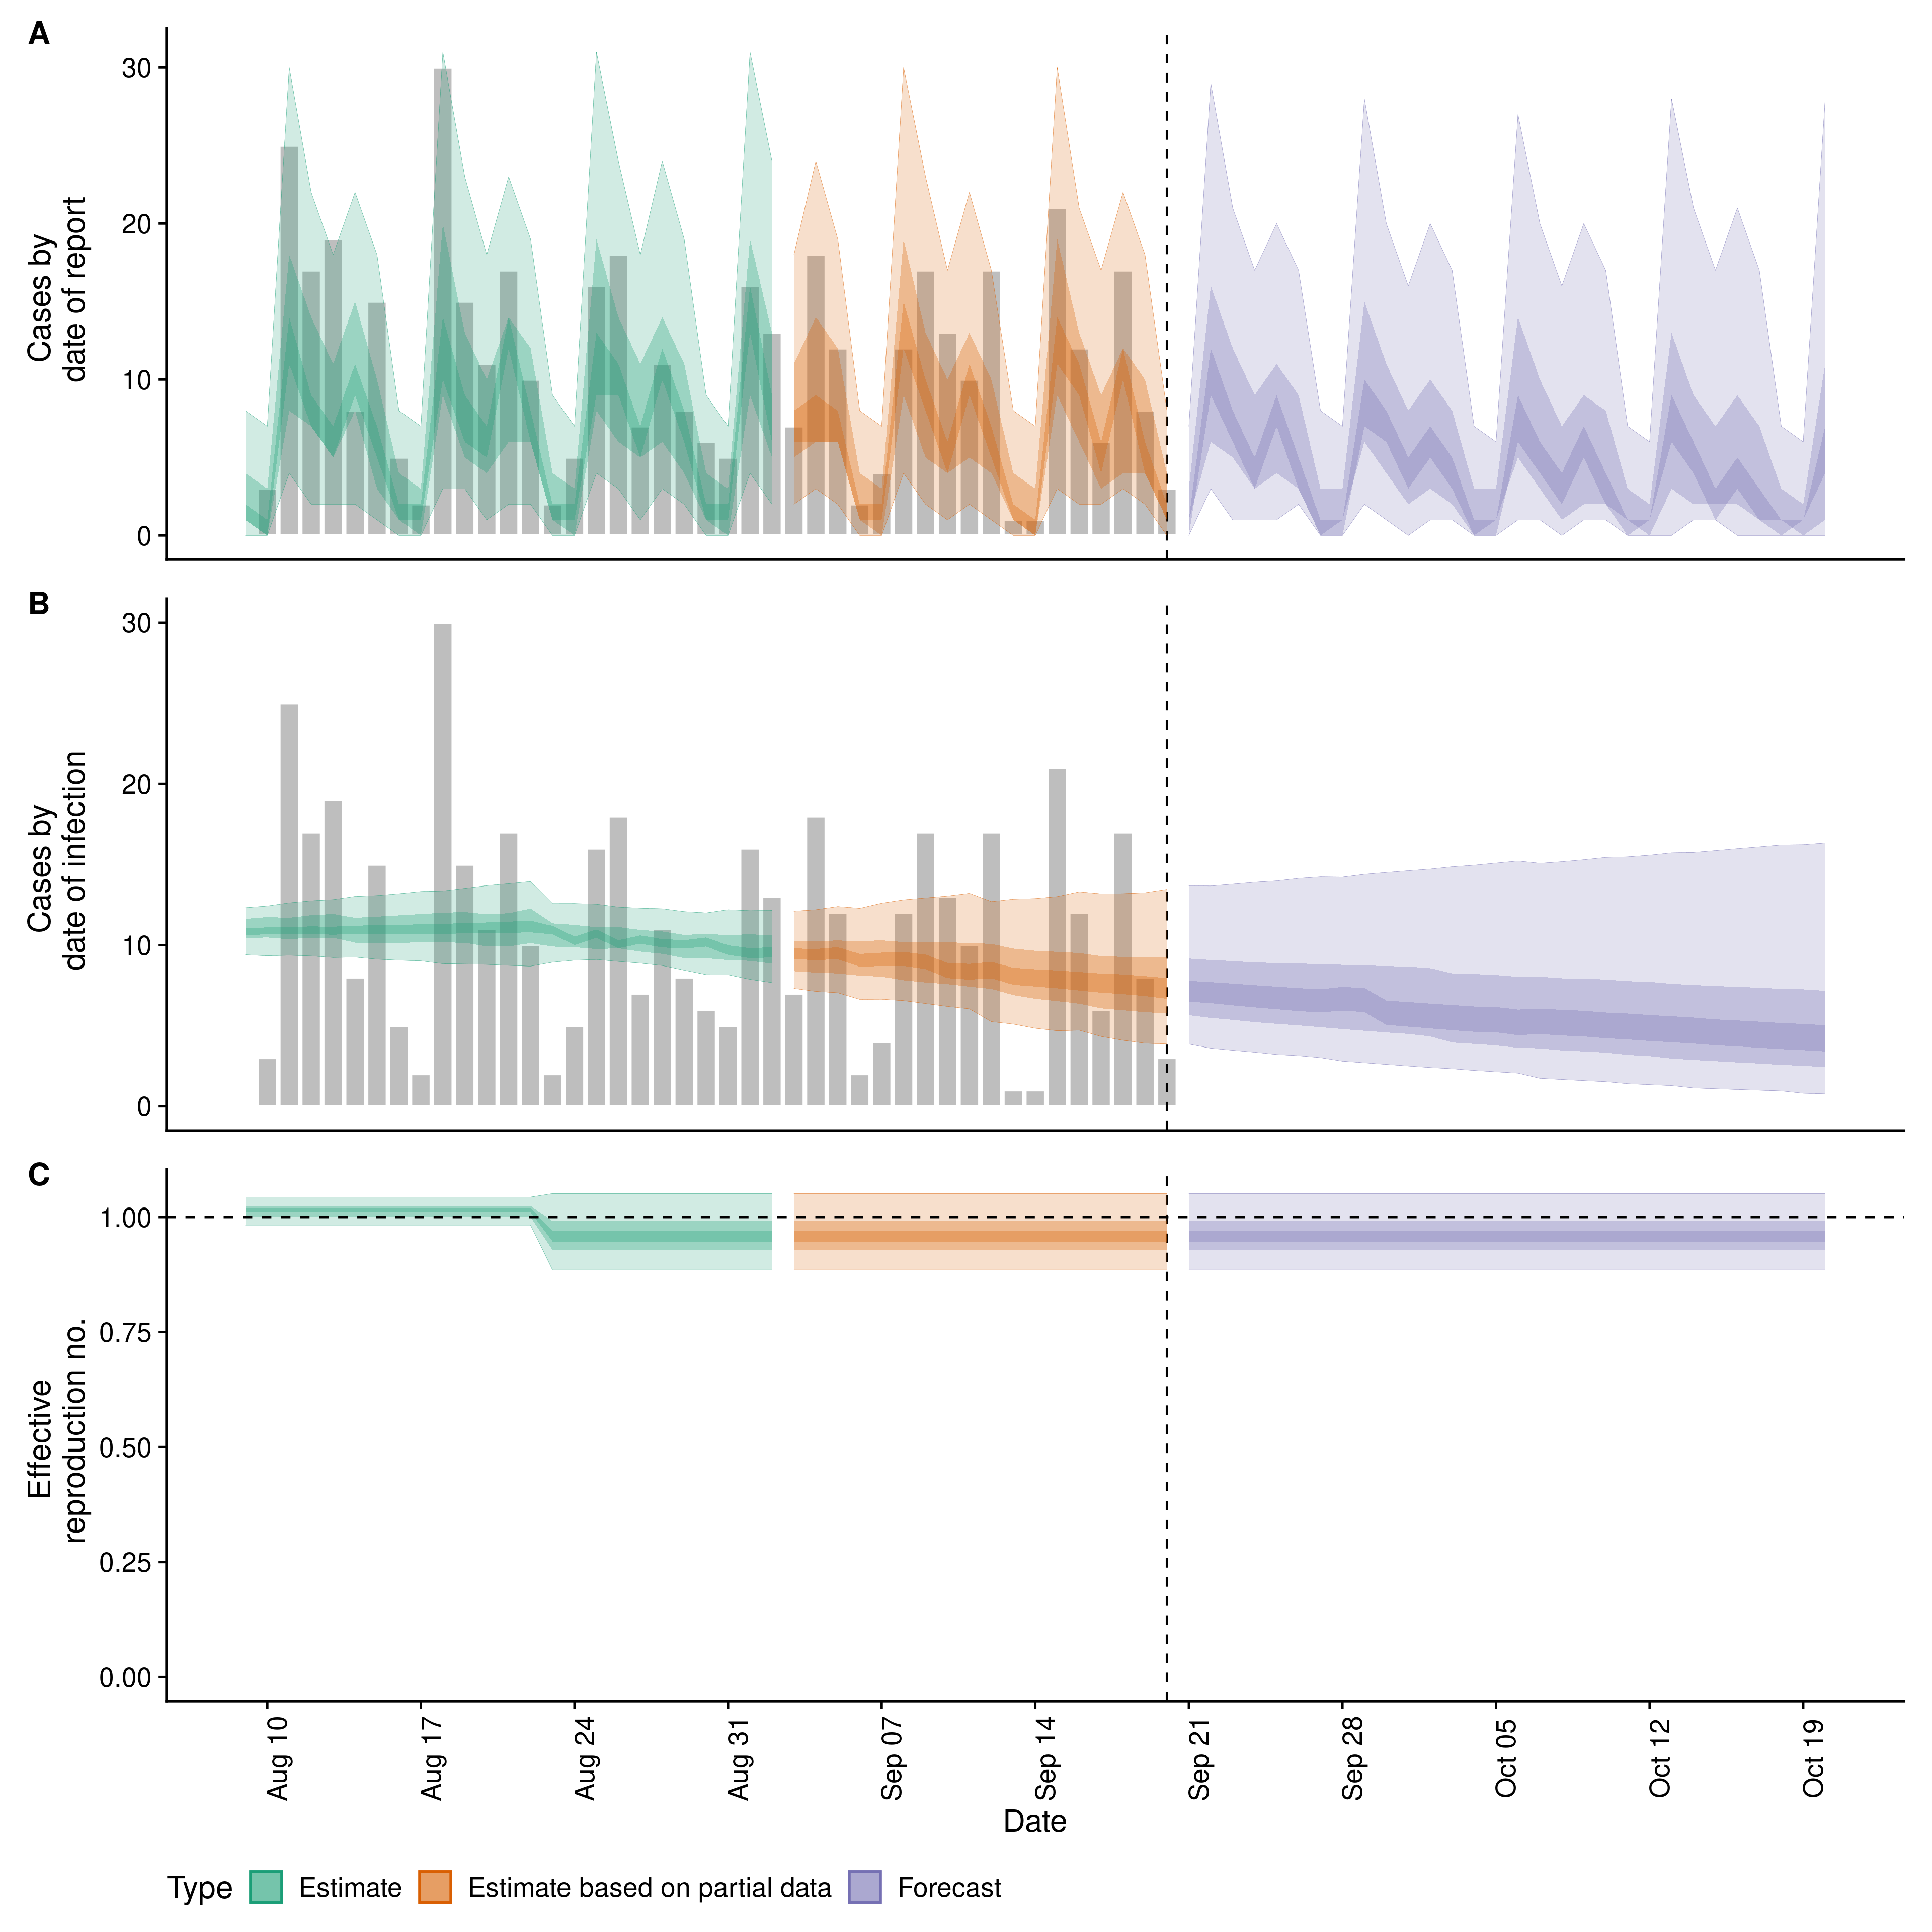 A
30
20
10
0
Cases by
date of report
B
30
20
10
0
Cases by
date of infection
C
1.00
0.75
0.50
0.25
0.00
Effective
reproduction no.
Aug 10
Aug 17
Aug 24
Aug 31
Sep 07
Sep 14
Sep 21
Sep 28
Oct 05
Oct 12
Oct 19
Date
Type Estimate Estimate based on partial data Forecast